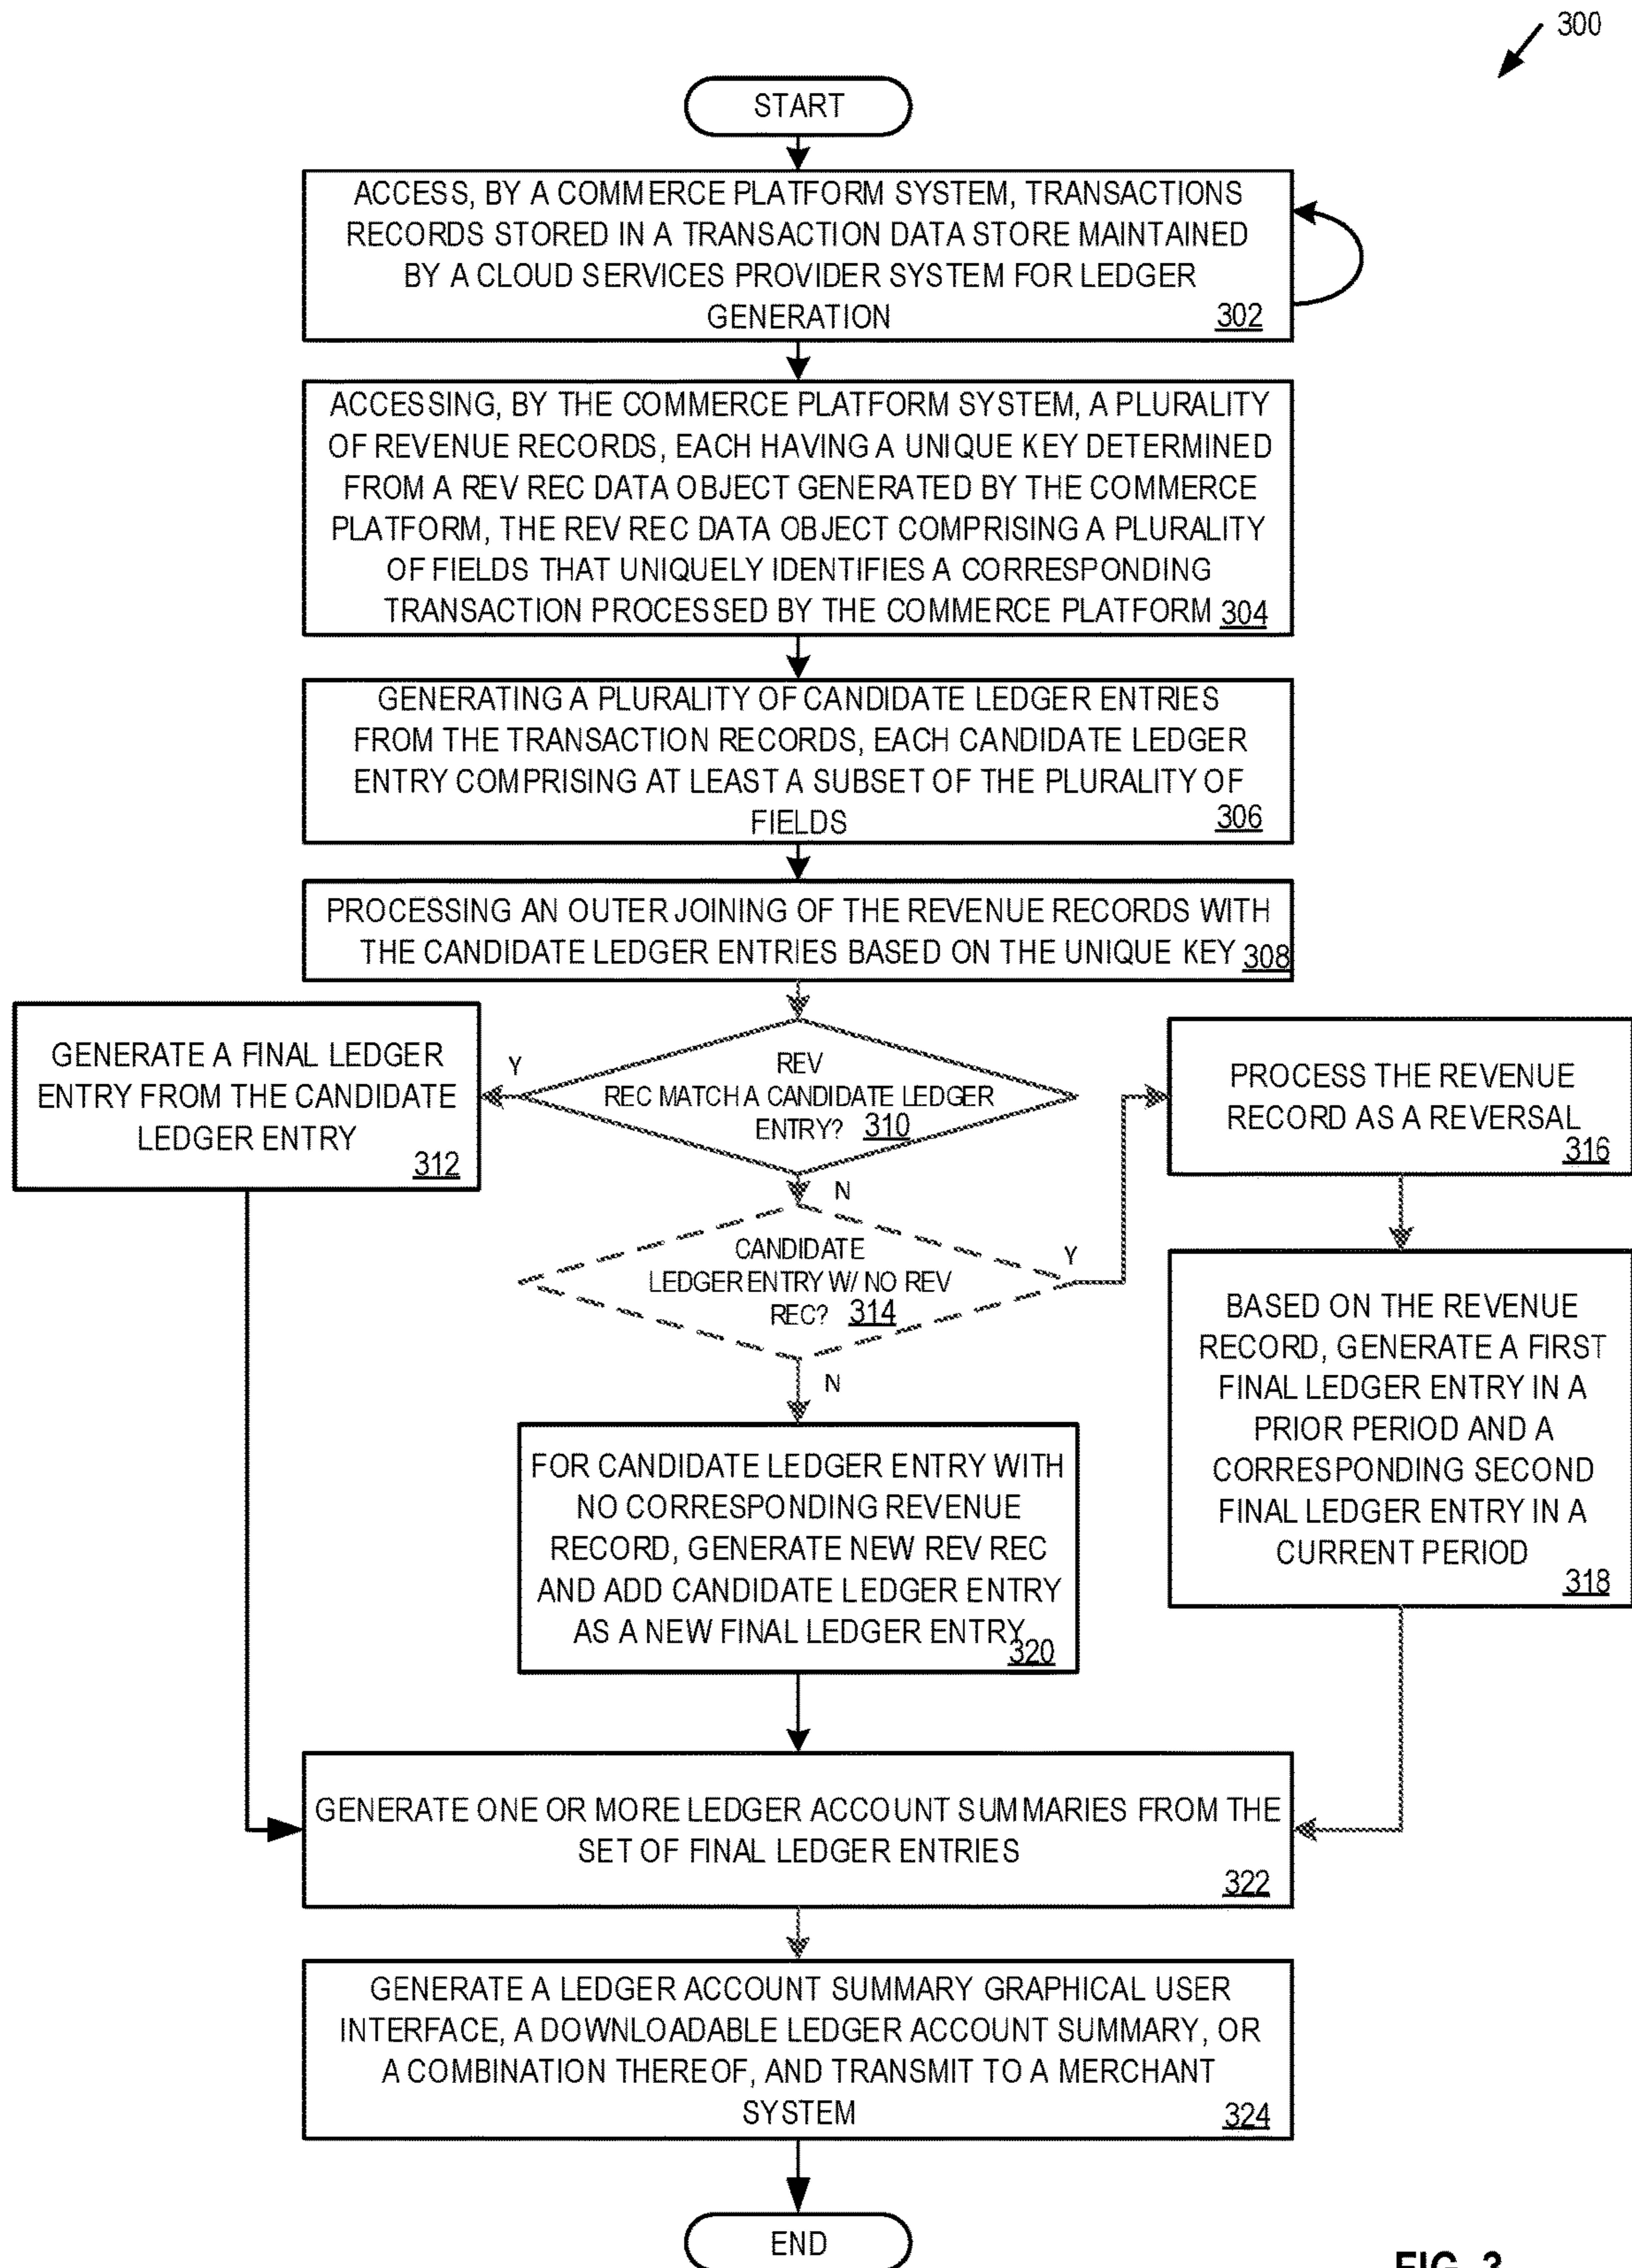 300
START
ACCESS, BY A COMMERCE PLATFORM SYSTEM, TRANSACTIONS
RECORDS STORED IN A TRANSACTION DATA STORE MAINTAINED
BY A CLOUD SERVICES PROVIDER SYSTEM FOR LEDGER
GENERATION 302
ACCESSING, BY THE COMMERCE PLATFORM SYSTEM, A PLURALITY
OF REVENUE RECORDS, EACH HAVING A UNIQUE KEY DETERMINED
FROM A REV REC DATA OBJECT GENERATED BY THE COMMERCE
PLATFORM, THE REV REC DATA OBJECT COMPRISING A PLURALITY
OF FIELDS THAT UNIQUELY IDENTIFIES A CORRESPONDING
TRANSACTION PROCESSED BY THE COMMERCE PLATFORM 304
GENERATING A PLURALITY OF CANDIDATE LEDGER ENTRIES
FROM THE TRANSACTION RECORDS, EACH CANDIDATE LEDGER
ENTRY COMPRISING AT LEAST A SUBSET OF THE PLURALITY OF
FIELDS 306
PROCESSING AN OUTER JOINING OF THE REVENUE RECORDS WITH
THE CANDIDATE LEDGER ENTRIES BASED ON THE UNIQUE KEY 308
REV
REC MATCH A CANDIDATE LEDGER
ENTRY? 310
Y
N
GENERATE A FINAL LEDGER
ENTRY FROM THE CANDIDATE
LEDGER ENTRY
312
CANDIDATE
LEDGER ENTRY W/ NO REV
REC? 314
Y
N
PROCESS THE REVENUE
RECORD AS A REVERSAL
316
BASED ON THE REVENUE
RECORD, GENERATE A FIRST
FINAL LEDGER ENTRY IN A
PRIOR PERIOD AND A
CORRESPONDING SECOND
FINAL LEDGER ENTRY IN A
CURRENT PERIOD
318
FOR CANDIDATE LEDGER ENTRY WITH
NO CORRESPONDING REVENUE
RECORD, GENERATE NEW REV REC
AND ADD CANDIDATE LEDGER ENTRY
AS A NEW FINAL LEDGER ENTRY
320
GENERATE ONE OR MORE LEDGER ACCOUNT SUMMARIES FROM THE
SET OF FINAL LEDGER ENTRIES
322
GENERATE A LEDGER ACCOUNT SUMMARY GRAPHICAL USER
INTERFACE, A DOWNLOADABLE LEDGER ACCOUNT SUMMARY, OR
A COMBINATION THEREOF, AND TRANSMIT TO A MERCHANT
SYSTEM 324
END
FIG. 3